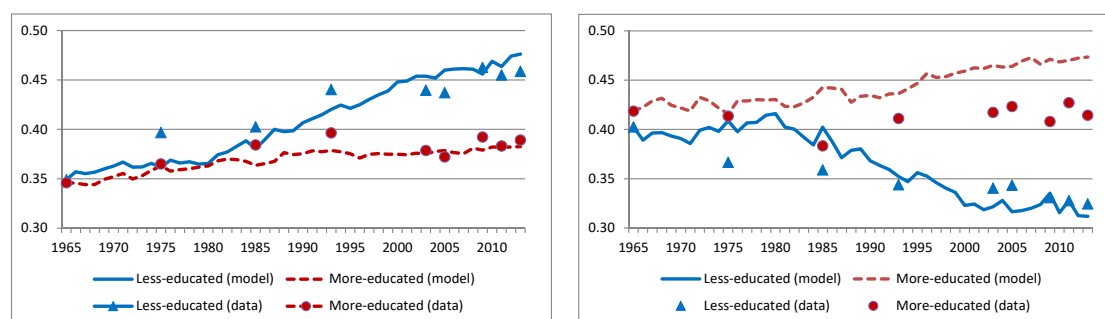 0.50
0.45
0.40
0.35
0.30
1965 1970 1975 1980 1985 1990 1995 2000 2005 2010
Less-educated (model) More-educated (model)
Less-educated (data) More-educated (data)
0.50
0.45
0.40
0.35
0.30
1965 1970 1975 1980 1985 1990 1995 2000 2005 2010
Less-educated (model) More-educated (model)
Less-educated (data) More-educated (data)